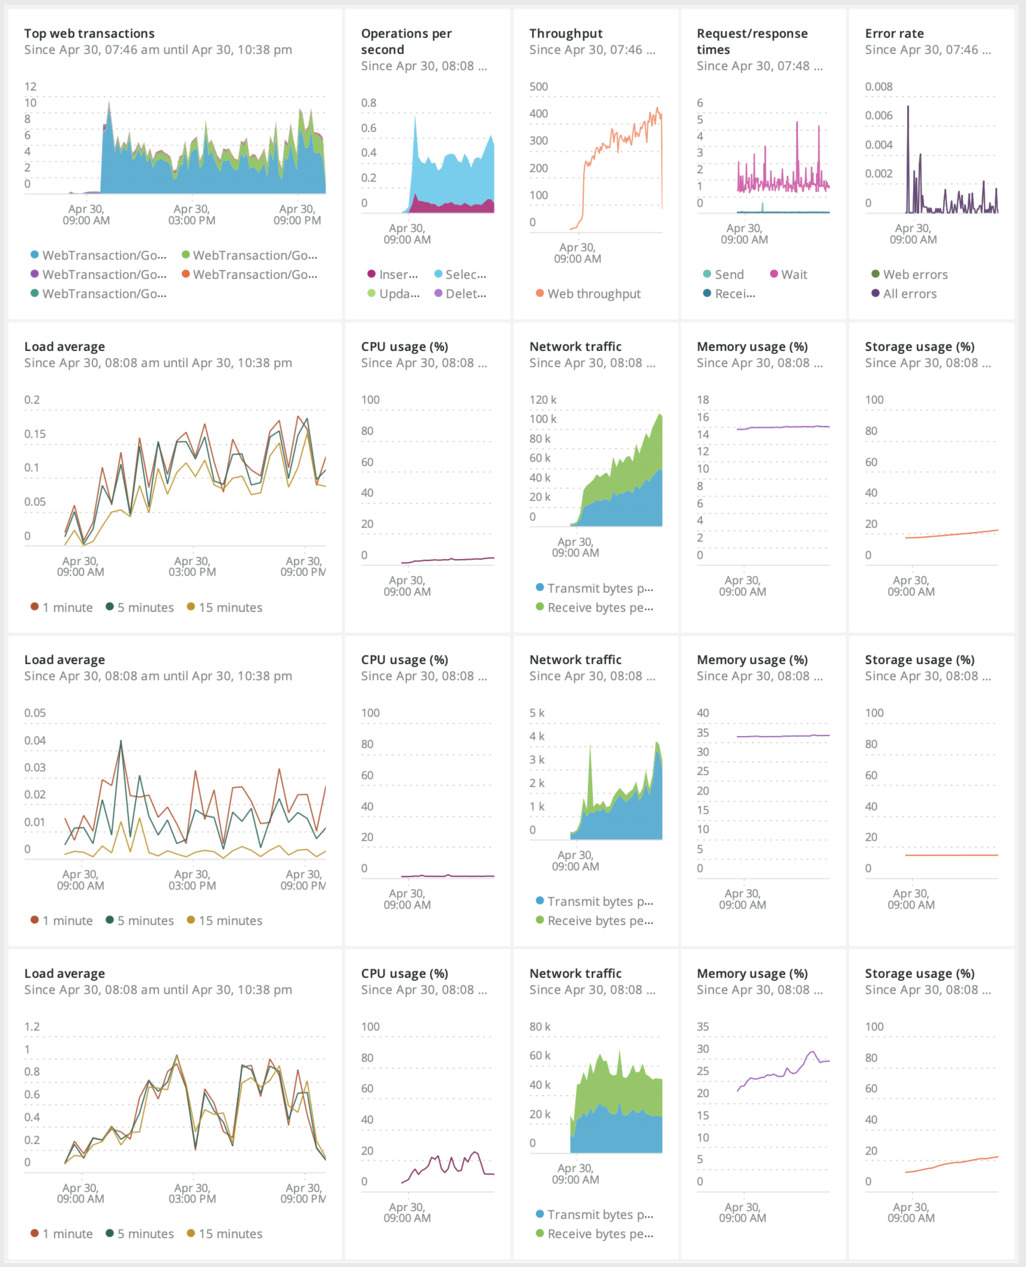 Top web transactions
Since Apr 30, 07:46 am until Apr 30, 10:38 pm
12
10
8
6
4
2
0
Apr 30,
09:00 AM
Apr 30,
03:00 PM
Apr 30,
09:00 PM
WebTransaction/Go...
WebTransaction/Go...
WebTransaction/Go...
WebTransaction/Go...
WebTransaction/Go...
Operations per
second
Since Apr 30, 08:08 ...
0.8
0.6
0.4
0.2
0
Apr 30,
09:00 AM
Inser...
Selec...
Upda...
Delet...
Throughput
Since Apr 30, 07:46 ...
500
400
300
200
100
0
Apr 30,
09:00 AM
Web throughput
Request/response
times
Since Apr 30, 07:48 ...
6
5
4
3
2
1
0
Apr 30,
09:00 AM
Send
Wait
Recei...
Error rate
Since Apr 30, 07:46 ...
0.008
0.006
0.004
0.002
0
Apr 30,
09:00 AM
Web errors
All errors
Load average
Since Apr 30, 08:08 am until Apr 30, 10:38 pm
0.2
0.15
0.1
0.05
0
Apr 30,
09:00 AM
Apr 30,
03:00 PM
Apr 30,
09:00 PM
1 minute
5 minutes
15 minutes
CPU usage (%)
Since Apr 30, 08:08 ...
100
80
60
40
20
0
Apr 30,
09:00 AM
Network traffic
Since Apr 30, 08:08 ...
120 k
100 k
80 k
60 k
40 k
20 k
0
Apr 30,
09:00 AM
Transmit bytes p...
Receive bytes pe...
Memory usage (%)
Since Apr 30, 08:08 ...
18
16
14
12
10
8
6
4
2
0
Apr 30,
09:00 AM
Storage usage (%)
Since Apr 30, 08:08 ...
100
80
60
40
20
0
Apr 30,
09:00 AM
Load average
Since Apr 30, 08:08 am until Apr 30, 10:38 pm
0.05
0.04
0.03
0.02
0.01
0
Apr 30,
09:00 AM
Apr 30,
03:00 PM
Apr 30,
09:00 PM
1 minute
5 minutes
15 minutes
CPU usage (%)
Since Apr 30, 08:08 ...
100
80
60
40
20
0
Apr 30,
09:00 AM
Network traffic
Since Apr 30, 08:08 ...
5 k
4 k
3 k
2 k
1 k
0
Apr 30,
09:00 AM
Transmit bytes p...
Receive bytes pe...
Memory usage (%)
Since Apr 30, 08:08 ...
40
35
30
25
20
15
10
5
0
Apr 30,
09:00 AM
Storage usage (%)
Since Apr 30, 08:08 ...
100
80
60
40
20
0
Apr 30,
09:00 AM
Load average
Since Apr 30, 08:08 am until Apr 30, 10:38 pm
1.2
1
0.8
0.6
0.4
0.2
0
Apr 30,
09:00 AM
Apr 30,
03:00 PM
Apr 30,
09:00 PM
1 minute
5 minutes
15 minutes
CPU usage (%)
Since Apr 30, 08:08 ...
100
80
60
40
20
0
Apr 30,
09:00 AM
Network traffic
Since Apr 30, 08:08 ...
80 k
60 k
40 k
20 k
0
Apr 30,
09:00 AM
Transmit bytes p...
Receive bytes pe...
Memory usage (%)
Since Apr 30, 08:08 ...
35
30
25
20
15
10
5
0
Apr 30,
09:00 AM
Storage usage (%)
Since Apr 30, 08:08 ...
100
80
60
40
20
0
Apr 30,
09:00 AM